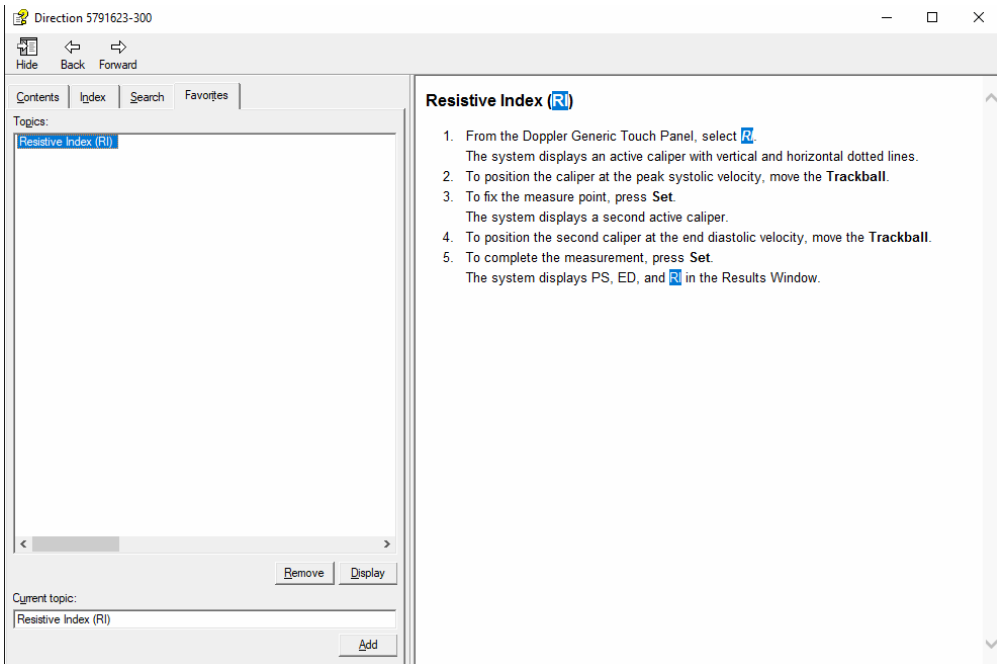 Direction 5791623-300
Hide Back Forward
Contents Index Search Favorites
Topics:
Resistive Index (RI)
Remove Display
Current topic:
Resistive Index (RI)
Add
Resistive Index (RI)
1. From the Doppler Generic Touch Panel, select RI.
The system displays an active caliper with vertical and horizontal dotted lines.
2. To position the caliper at the peak systolic velocity, move the Trackball.
3. To fix the measure point, press Set.
The system displays a second active caliper.
4. To position the second caliper at the end diastolic velocity, move the Trackball.
5. To complete the measurement, press Set.
The system displays PS, ED, and RI in the Results Window.